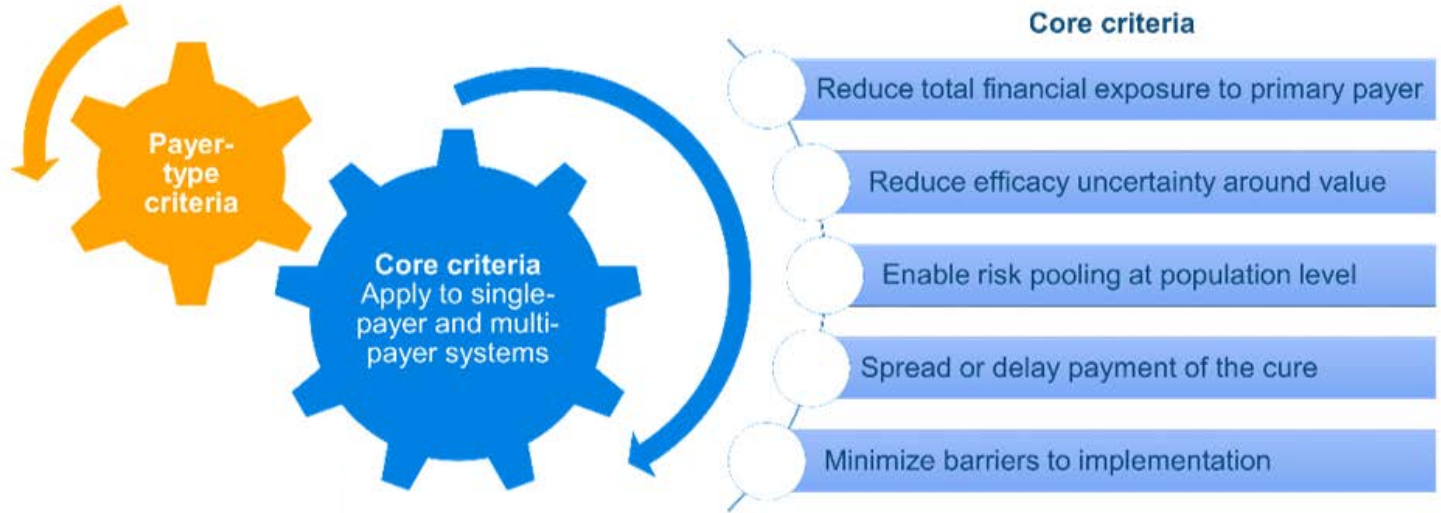 Payer-
type
criteria
Core criteria
Apply to single-
payer and multi-
payer systems
Core criteria
Reduce total financial exposure to primary payer
Reduce efficacy uncertainty around value
Enable risk pooling at population level
Spread or delay payment of the cure
Minimize barriers to implementation